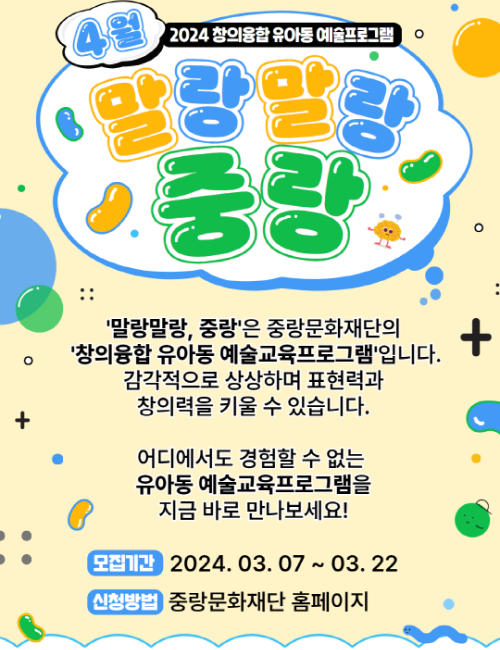 4월
2024 창의융합 유아동 예술프로그램
말랑말랑
중랑
'말랑말랑, 중랑'은 중랑문화재단의
'창의융합 유아동 예술교육프로그램'입니다.
감각적으로 상상하며 표현력과
창의력을 키울 수 있습니다.
어디에서도 경험할 수 없는
유아동 예술교육프로그램을
지금 바로 만나보세요!
모집기간 2024. 03. 07 ~ 03. 22
신청방법 중랑문화재단 홈페이지